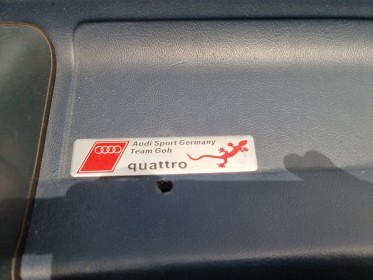 Audi Sport Germany
Team Goh
quattro